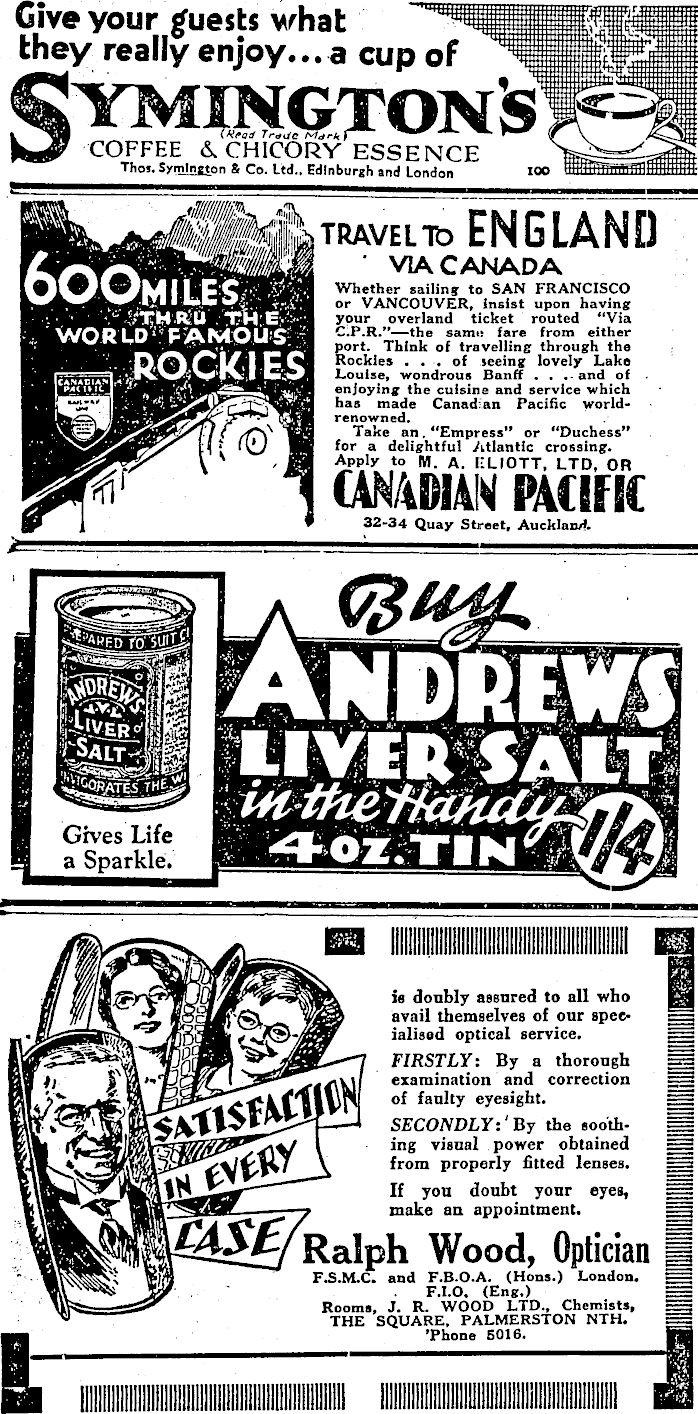 Give your guests what
they really enjoy...a cup of
SYMINGTON'S
(Regd Trade Mark)
COFFEE & CHICORY ESSENCE
Thos. Symington & Co. Ltd., Edinburgh and London
100
600 MILES
THRU THE
WORLD FAMOUS
ROCKIES
CANADIAN
PACIFIC
RAILWAY
TRAVEL TO ENGLAND
VIA CANADA
Whether sailing to SAN FRANCISCO
or VANCOUVER, insist upon having
your overland ticket routed "Via
C.P.R."—the same fare from either
port. Think of travelling through the
Rockies . . . of seeing lovely Lake
Louise, wondrous Banff . . . and of
enjoying the cuisine and service which
has made Canadian Pacific world-
renowned.
Take an "Empress" or "Duchess"
for a delightful Atlantic crossing.
Apply to M. A. ELIOTT, LTD, OR
CANADIAN PACIFIC
32-34 Quay Street, Auckland.
PREPARED TO SUIT
ANDREWS
LIVER
SALT
INVIGORATES THE
Gives Life
a Sparkle.
Buy
ANDREWS
LIVER SALT
in the Handy
4 OZ. TIN
1/4
SATISFACTION
IN EVERY
CASE
is doubly assured to all who
avail themselves of our spec-
ialised optical service.
FIRSTLY: By a thorough
examination and correction
of faulty eyesight.
SECONDLY: By the sooth-
ing visual power obtained
from properly fitted lenses.
If you doubt your eyes,
make an appointment.
Ralph Wood, Optician
F.S.M.C. and F.B.O.A. (Hons.) London.
F.I.O. (Eng.)
Rooms, J. R. WOOD LTD., Chemists,
THE SQUARE, PALMERSTON NTH.
'Phone 5016.